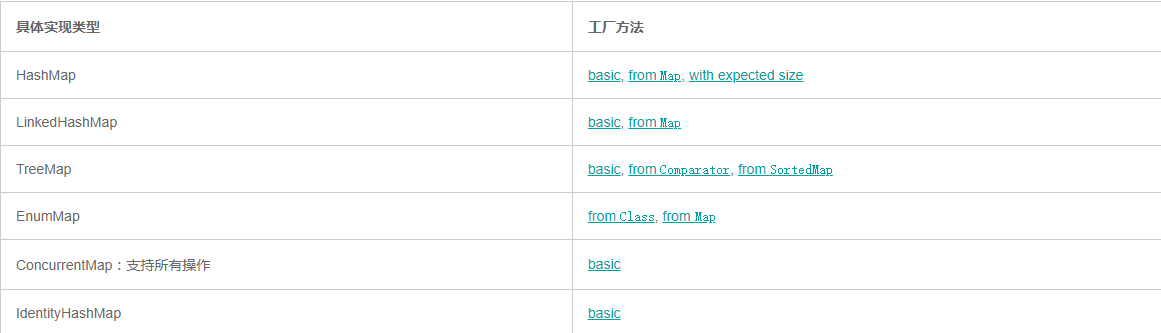 具体实现类型 工厂方法
HashMap basic, from Map, with expected size
LinkedHashMap basic, from Map
TreeMap basic, from Comparator, from SortedMap
EnumMap from Class, from Map
ConcurrentMap：支持所有操作 basic
IdentityHashMap basic